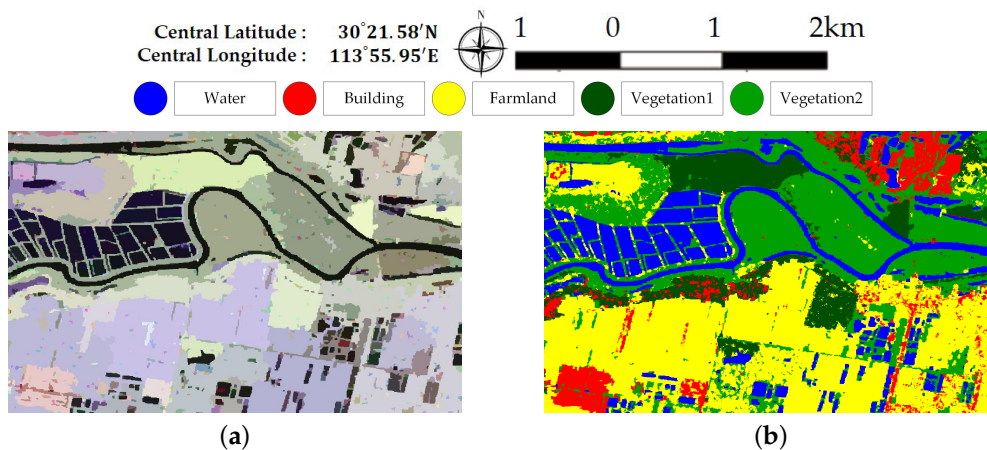 Central Latitude : 30°21.58′N
Central Longitude : 113°55.95′E
N
1 0 1 2km
Water Building Farmland Vegetation1 Vegetation2
(a) (b)